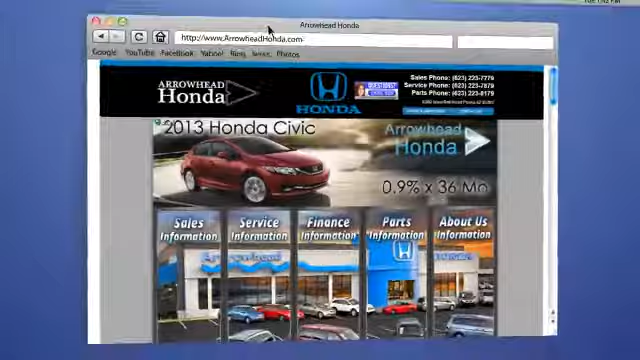 Arrowhead Honda
http://www.ArrowheadHonda.com
Google YouTube Facebook Yahoo! Bing News Photos
ARROWHEAD
Honda
HONDA
QUESTIONS?
Sales Phone: (623) 223-7779
Service Phone: (623) 223-7879
Parts Phone: (623) 223-8179
2013 Honda Civic
Arrowhead
Honda
0.9% x 36 Mo
Sales Information
Service Information
Finance Information
Parts Information
About Us Information